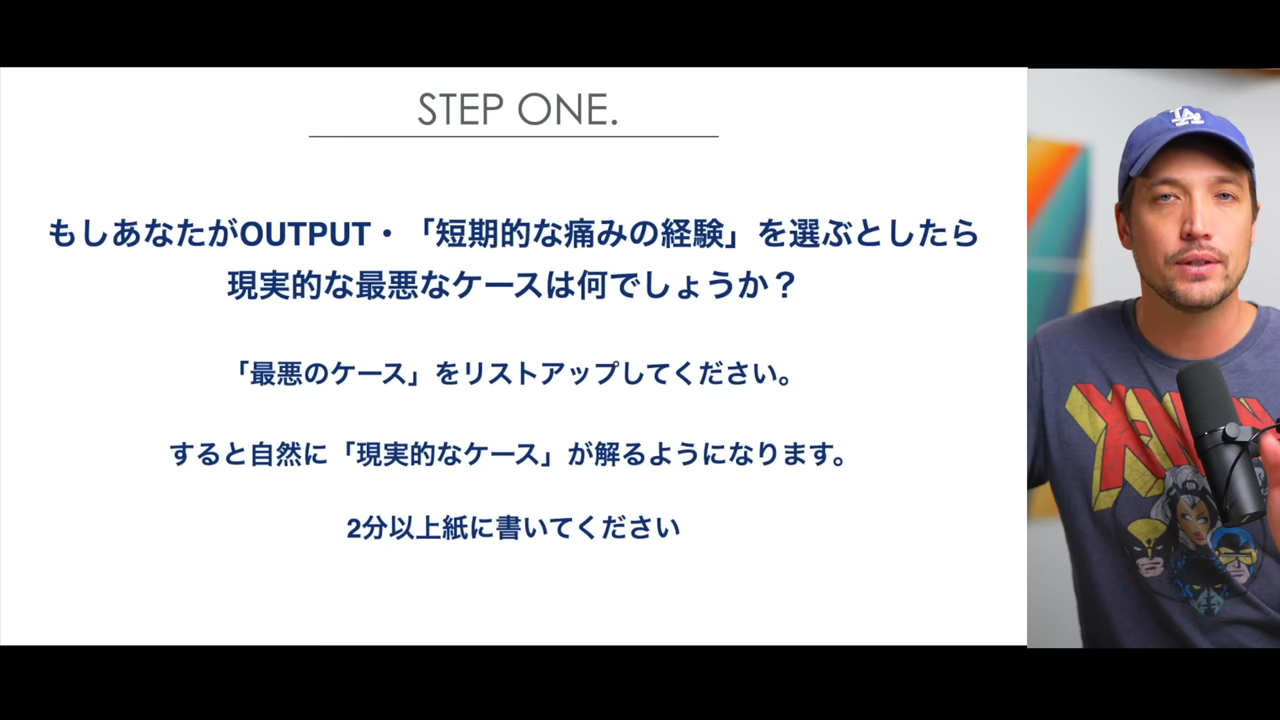 STEP ONE.
もしあなたがOUTPUT・「短期的な痛みの経験」を選ぶとしたら
現実的な最悪なケースは何でしょうか？
「最悪のケース」をリストアップしてください。
すると自然に「現実的なケース」が解るようになります。
2分以上紙に書いてください
LA